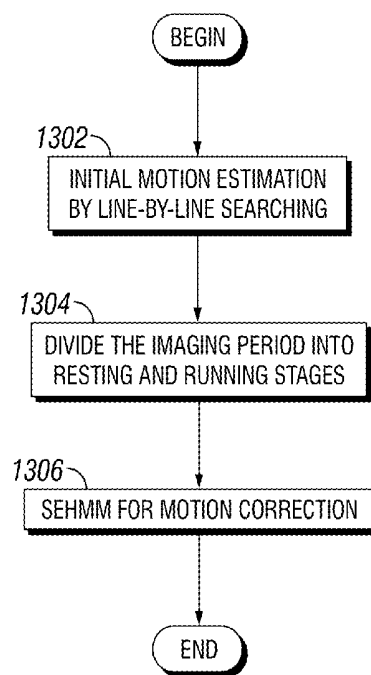 BEGIN
1302
INITIAL MOTION ESTIMATION
BY LINE-BY-LINE SEARCHING
1304
DIVIDE THE IMAGING PERIOD INTO
RESTING AND RUNNING STAGES
1306
SEHMM FOR MOTION CORRECTION
END